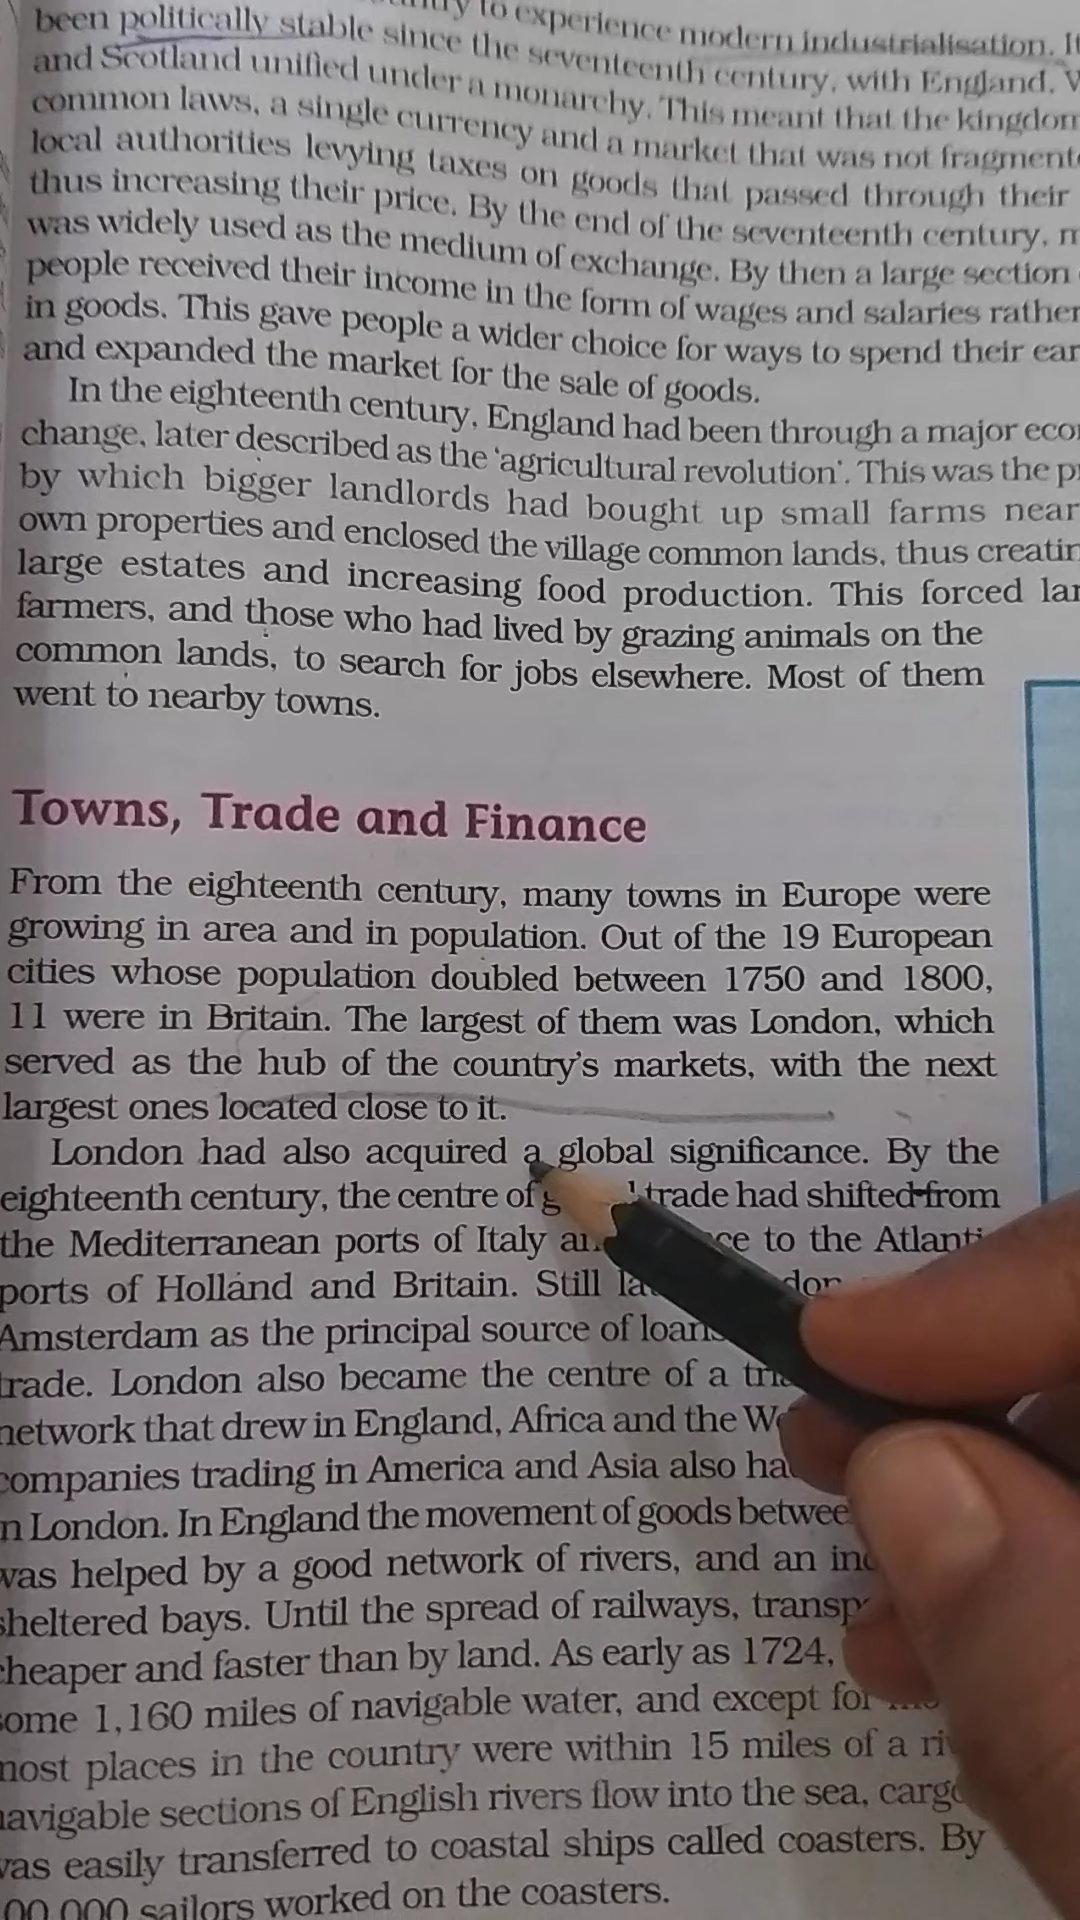 to experience modern industrialisation. It
been politically stable since the seventeenth century, with England, W
and Scotland unified under a monarchy. This meant that the kingdom
common laws, a single currency and a market that was not fragmente
local authorities levying taxes on goods that passed through their
thus increasing their price. By the end of the seventeenth century, m
was widely used as the medium of exchange. By then a large section
people received their income in the form of wages and salaries rather
in goods. This gave people a wider choice for ways to spend their ear
and expanded the market for the sale of goods.
In the eighteenth century, England had been through a major econ
change, later described as the 'agricultural revolution'. This was the pr
by which bigger landlords had bought up small farms near
own properties and enclosed the village common lands, thus creatin
large estates and increasing food production. This forced lan
farmers, and those who had lived by grazing animals on the
common lands, to search for jobs elsewhere. Most of them
went to nearby towns.
Towns, Trade and Finance
From the eighteenth century, many towns in Europe were
growing in area and in population. Out of the 19 European
cities whose population doubled between 1750 and 1800,
11 were in Britain. The largest of them was London, which
served as the hub of the country's markets, with the next
largest ones located close to it.
London had also acquired a global significance. By the
eighteenth century, the centre of trade had shifted from
the Mediterranean ports of Italy to the Atlanti
ports of Holland and Britain. Still
Amsterdam as the principal source of loans
trade. London also became the centre of a
network that drew in England, Africa and the
companies trading in America and Asia also ha
n London. In England the movement of goods betwee
was helped by a good network of rivers, and an
sheltered bays. Until the spread of railways, transp
cheaper and faster than by land. As early as 1724,
some 1,160 miles of navigable water, and except for
most places in the country were within 15 miles of a
navigable sections of English rivers flow into the sea, cargo
was easily transferred to coastal ships called coasters. By
00,000 sailors worked on the coasters.